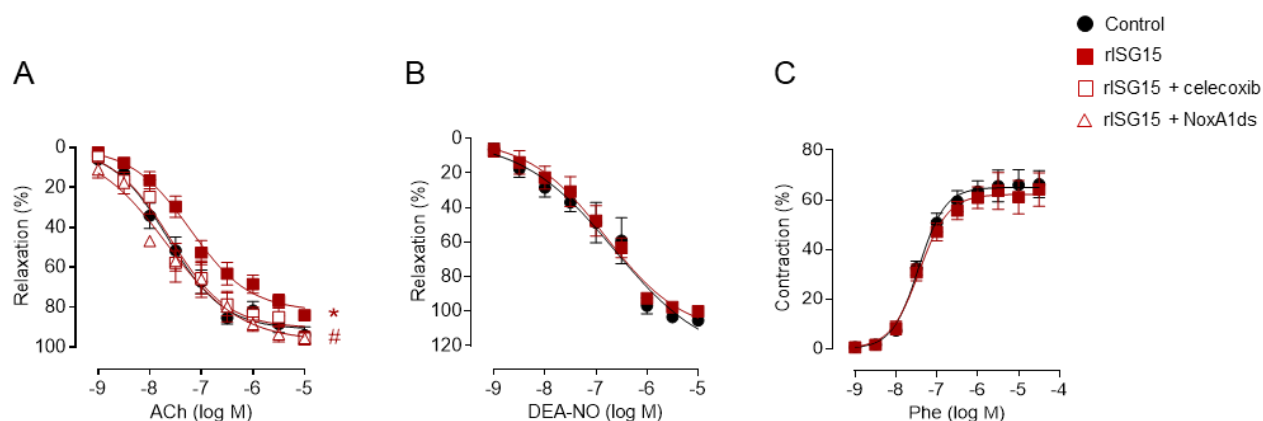 Control
rISG15
rISG15 + celecoxib
rISG15 + NoxA1ds
A
Relaxation (%)
0
20
40
60
80
100
*
#
-9 -8 -7 -6 -5
ACh (log M)
B
Relaxation (%)
0
20
40
60
80
100
120
-9 -8 -7 -6 -5
DEA-NO (log M)
C
Contraction (%)
80
60
40
20
0
-9 -8 -7 -6 -5 -4
Phe (log M)